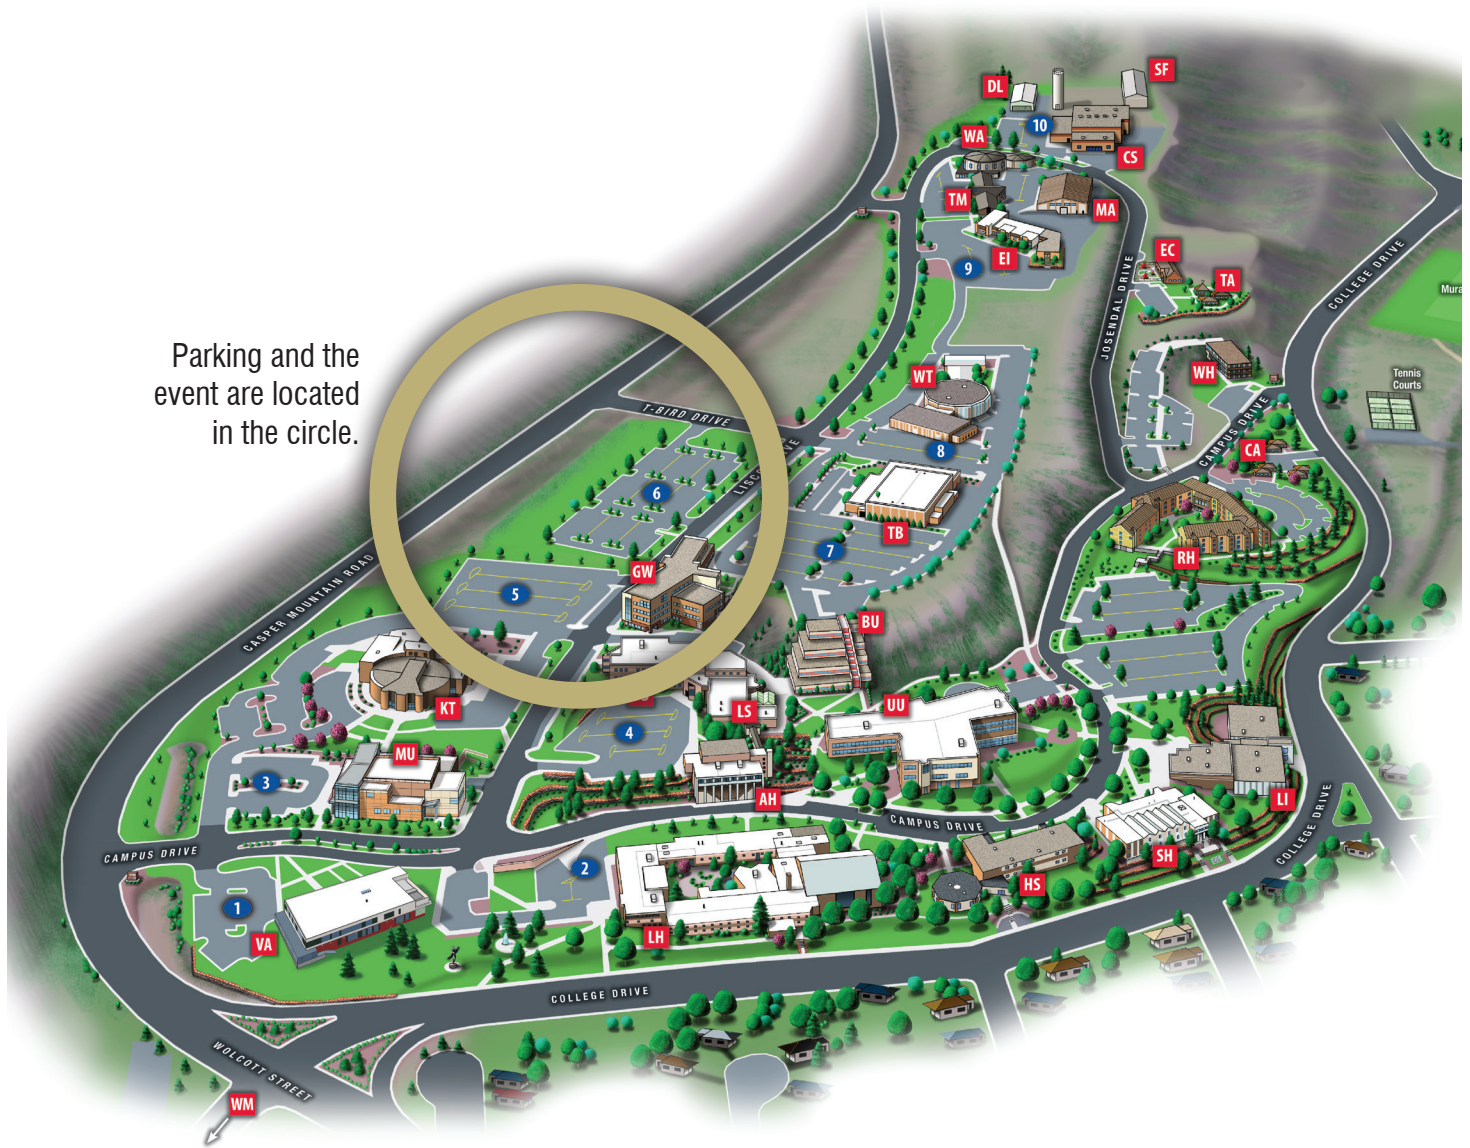 SF
DL
10
WA
CS
TM
MA
EI
9
EC
TA
COLLEGE DRIVE
JOSENDAL DRIVE
Parking and the
event are located
in the circle.
WT
WH
Tennis
Courts
T-BIRD DRIVE
CAMPUS DRIVE
CA
8
6
TB
7
RH
GW
5
CASPER MOUNTAIN ROAD
BU
KT
LS
UU
4
MU
3
AH
LI
CAMPUS DRIVE
CAMPUS DRIVE
COLLEGE DRIVE
SH
2
HS
1
VA
LH
COLLEGE DRIVE
WOLCOTT STREET
WM